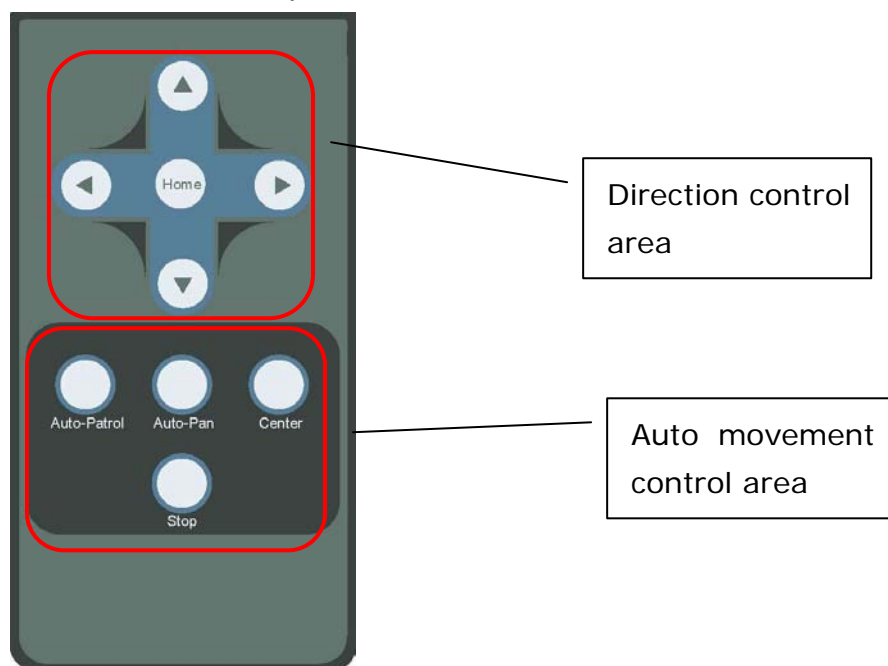 Home
Direction control
area
Auto-Patrol Auto-Pan Center
Stop
Auto movement
control area